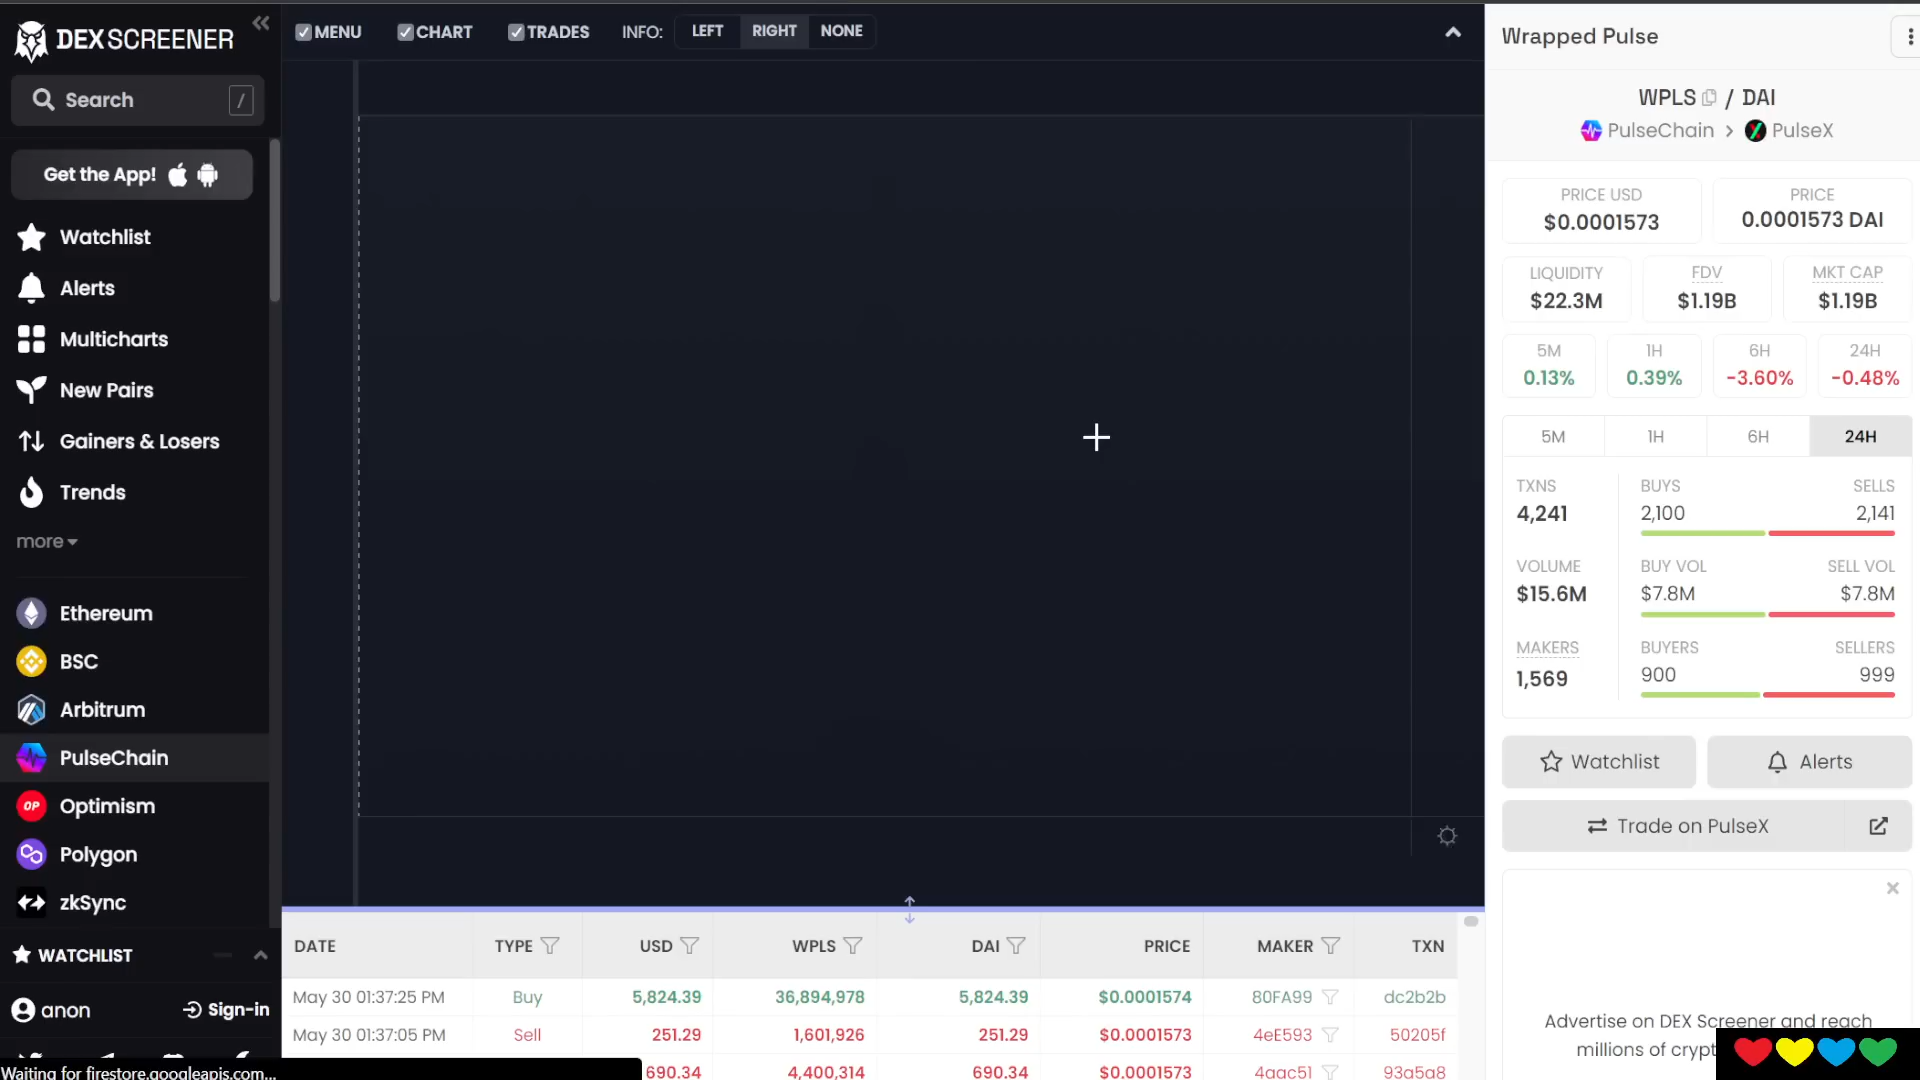 DEX SCREENER
Search /
Get the App!
Watchlist
Alerts
Multicharts
New Pairs
Gainers & Losers
Trends
more
Ethereum
BSC
Arbitrum
PulseChain
OP Optimism
Polygon
zkSync
WATCHLIST
anon Sign-in
Waiting for firestore.googleapis.com...
MENU CHART TRADES INFO: LEFT RIGHT NONE
DATE TYPE USD WPLS DAI PRICE MAKER TXN
May 30 01:37:25 PM Buy 5,824.39 36,894,978 5,824.39 $0.0001574 80FA99 dc2b2b
May 30 01:37:05 PM Sell 251.29 1,601,926 251.29 $0.0001573 4eE593 50205f
690.34 4,400,314 690.34 $0.0001573 4aac51 93a5a8
Wrapped Pulse
WPLS / DAI
PulseChain > PulseX
PRICE USD PRICE
$0.0001573 0.0001573 DAI
LIQUIDITY FDV MKT CAP
$22.3M $1.19B $1.19B
5M 1H 6H 24H
0.13% 0.39% -3.60% -0.48%
5M 1H 6H 24H
TXNS BUYS SELLS
4,241 2,100 2,141
VOLUME BUY VOL SELL VOL
$15.6M $7.8M $7.8M
MAKERS BUYERS SELLERS
1,569 900 999
Watchlist Alerts
Trade on PulseX
Advertise on DEX Screener and reach
millions of crypt